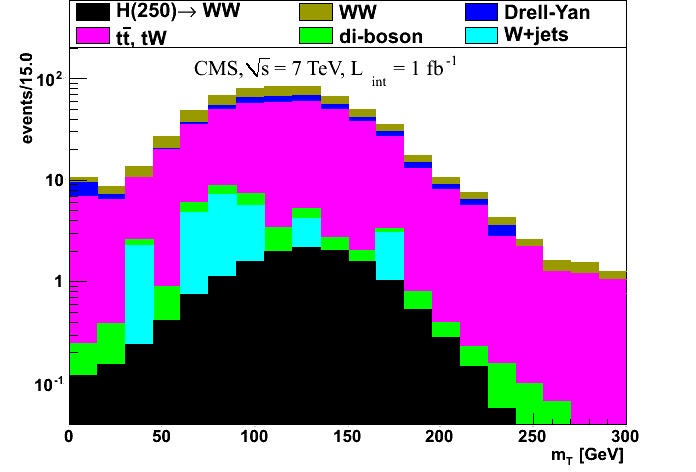 H(250)→ WW WW Drell-Yan
tt̅, tW di-boson W+jets
CMS, √s = 7 TeV, L int = 1 fb⁻¹
events/15.0
10²
10
1
10⁻¹
0 50 100 150 200 250 300
m_T [GeV]